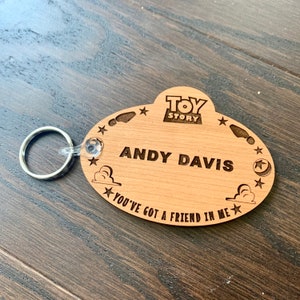 TOY
STORY
ANDY DAVIS
YOU'VE GOT A FRIEND IN ME